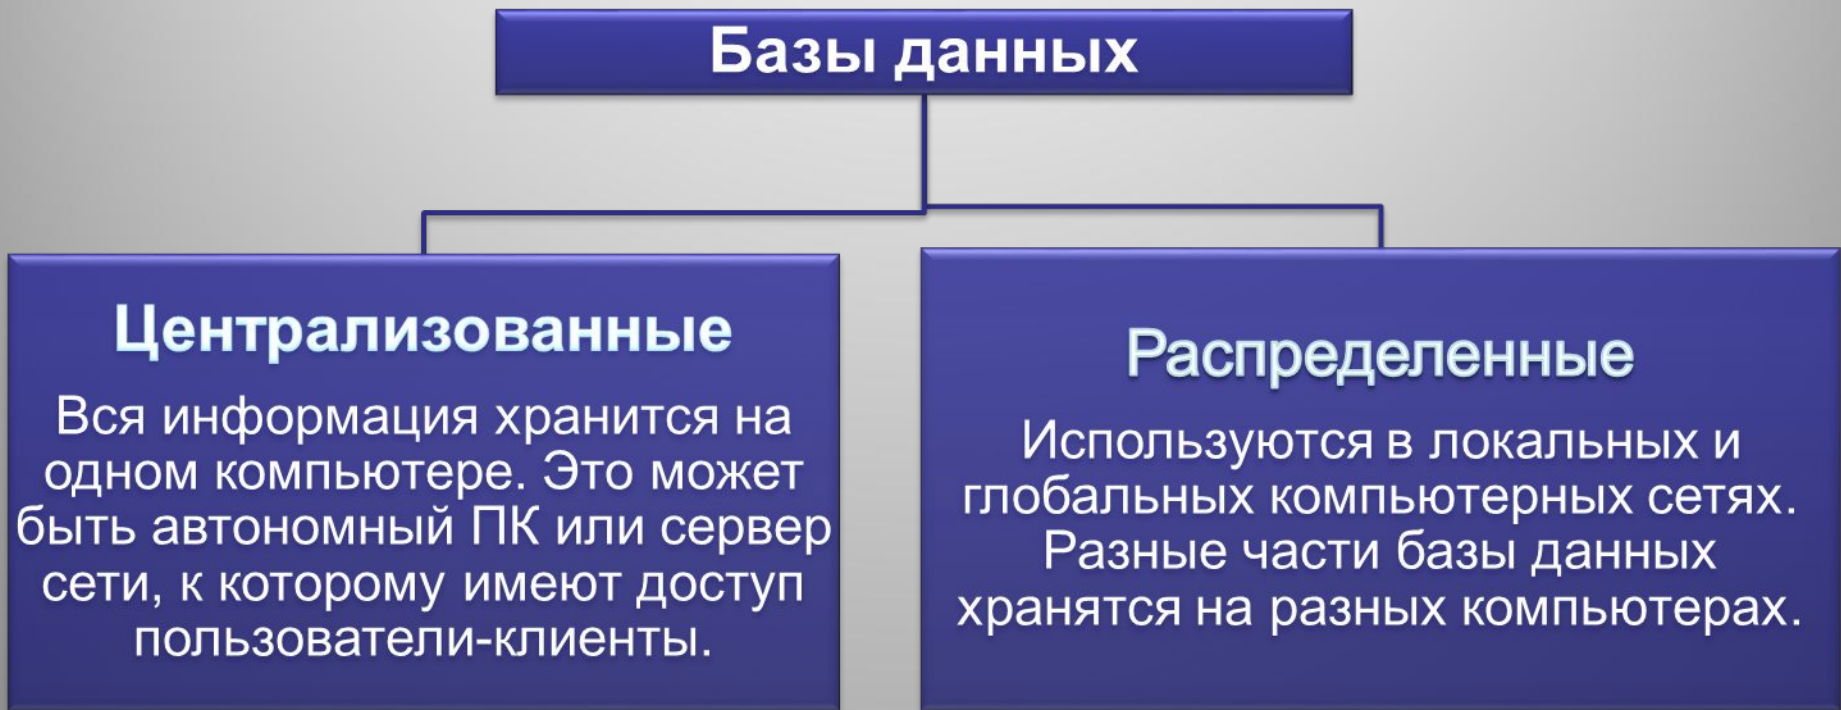 Базы данных
Централизованные
Вся информация хранится на
одном компьютере. Это может
быть автономный ПК или сервер
сети, к которому имеют доступ
пользователи-клиенты.
Распределенные
Используются в локальных и
глобальных компьютерных сетях.
Разные части базы данных
хранятся на разных компьютерах.